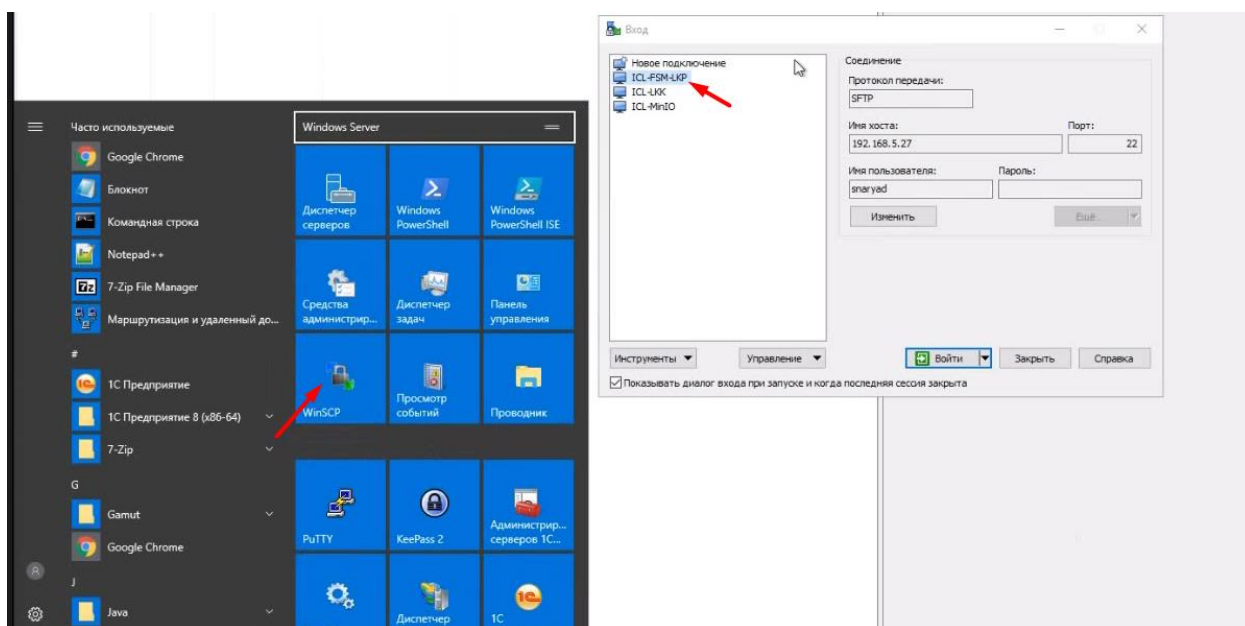 Часто используемые
Google Chrome
Блокнот
Командная строка
Notepad++
7-Zip File Manager
Маршрутизация и удаленный до...
#
1С Предприятие
1С Предприятие 8 (x86-64)
7-Zip
G
Gamut
Google Chrome
J
Java
Windows Server
Диспетчер
серверов
Windows
PowerShell
Windows
PowerShell ISE
Средства
администрир...
Диспетчер
задач
Панель
управления
WinSCP
Просмотр
событий
Проводник
PuTTY
KeePass 2
Администрир...
серверов 1С...
Диспетчер
1С
Вход
Новое подключение
ICL-FSM-LKP
ICL-LKK
ICL-MinIO
Соединение
Протокол передачи:
SFTP
Имя хоста:
Порт:
192.168.5.27
22
Имя пользователя:
Пароль:
snaryad
Изменить
Ещё...
Инструменты
Управление
Войти
Закрыть
Справка
Показывать диалог входа при запуске и когда последняя сессия закрыта